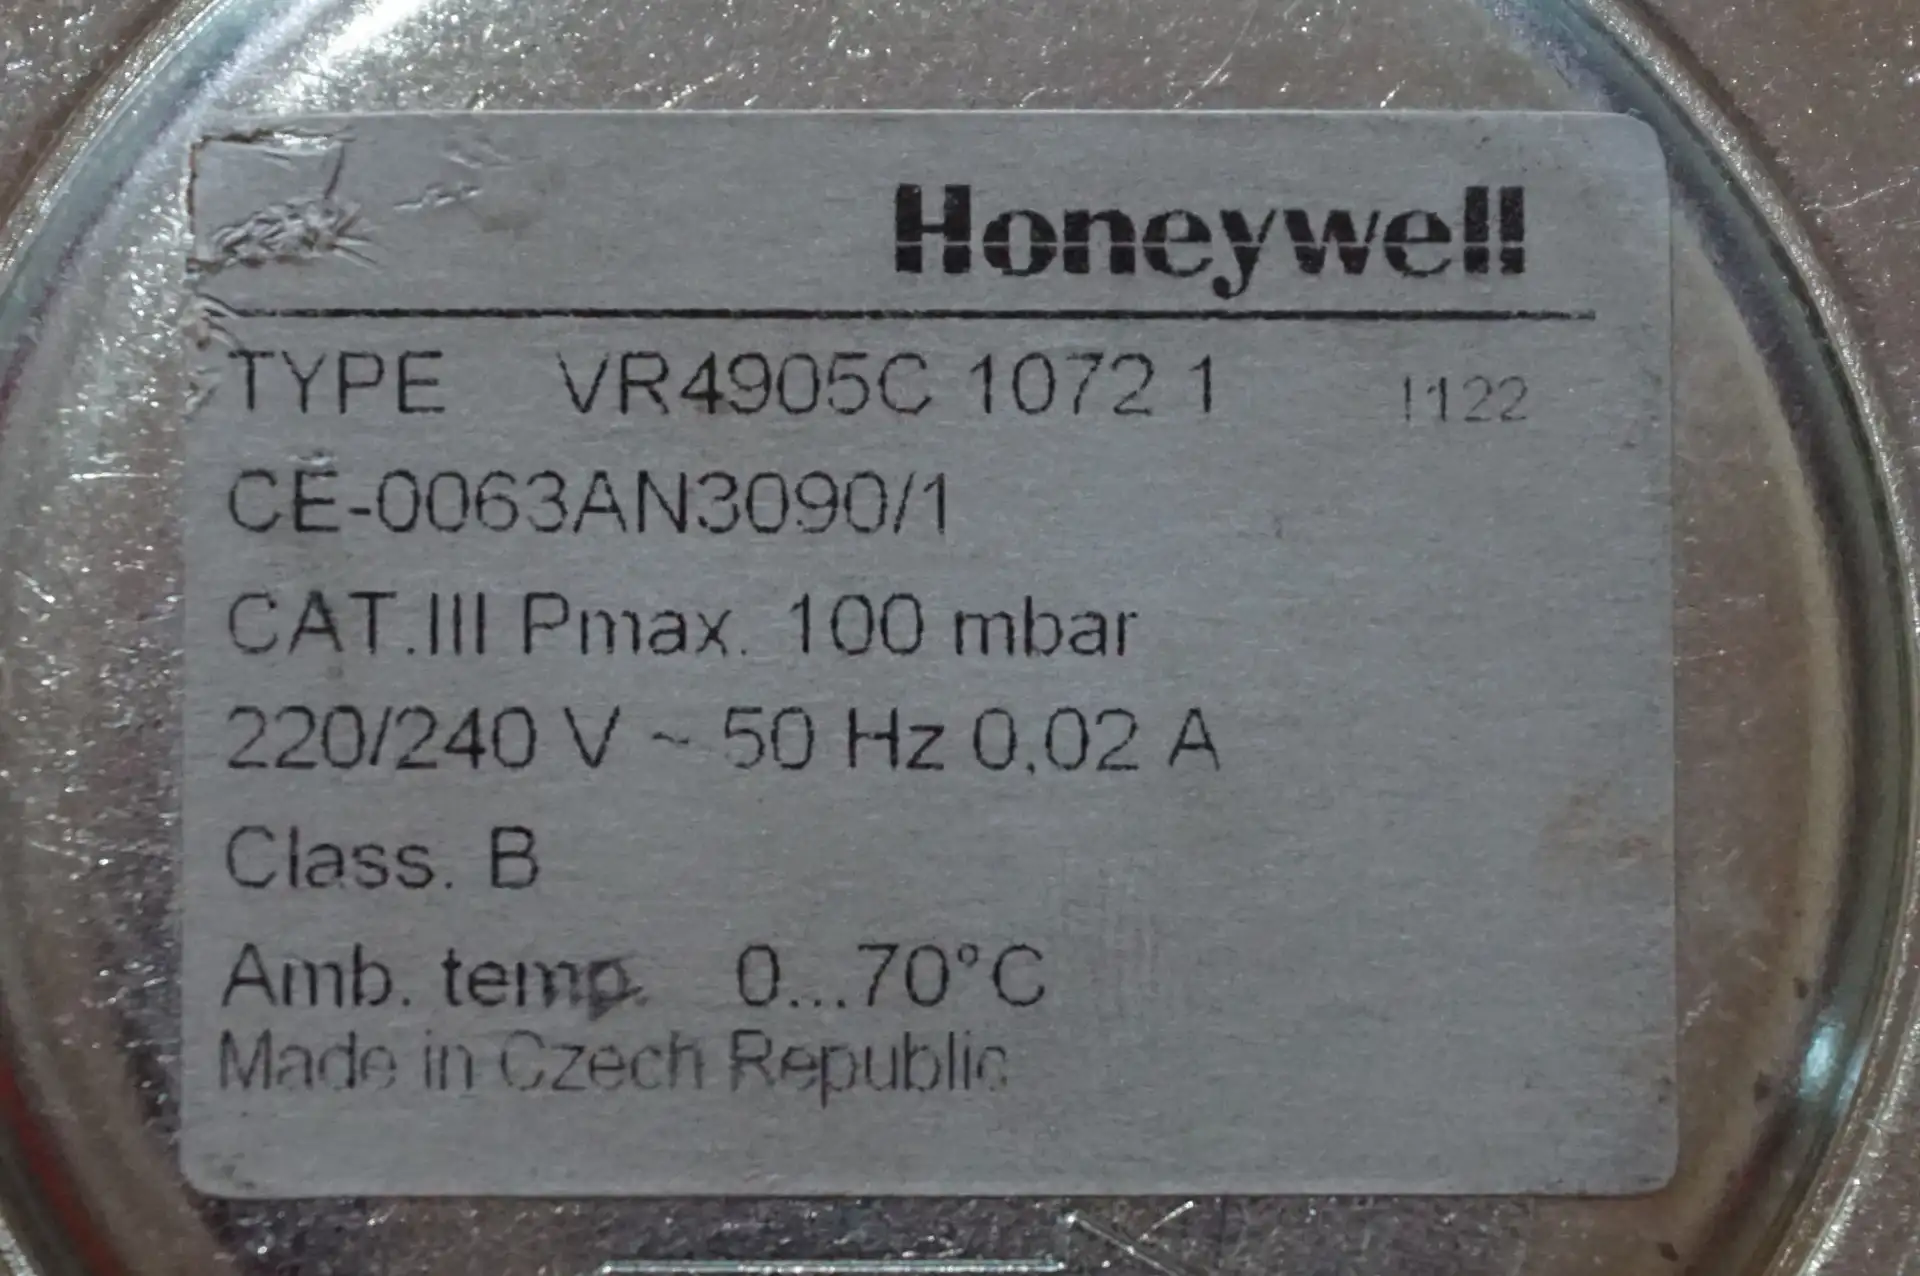 Honeywell
TYPE VR4905C 1072 1 1122
CE-0063AN3090/1
CAT.III Pmax. 100 mbar
220/240 V ~ 50 Hz 0,02 A
Class. B
Amb. temp. 0...70°C
Made in Czech Republic